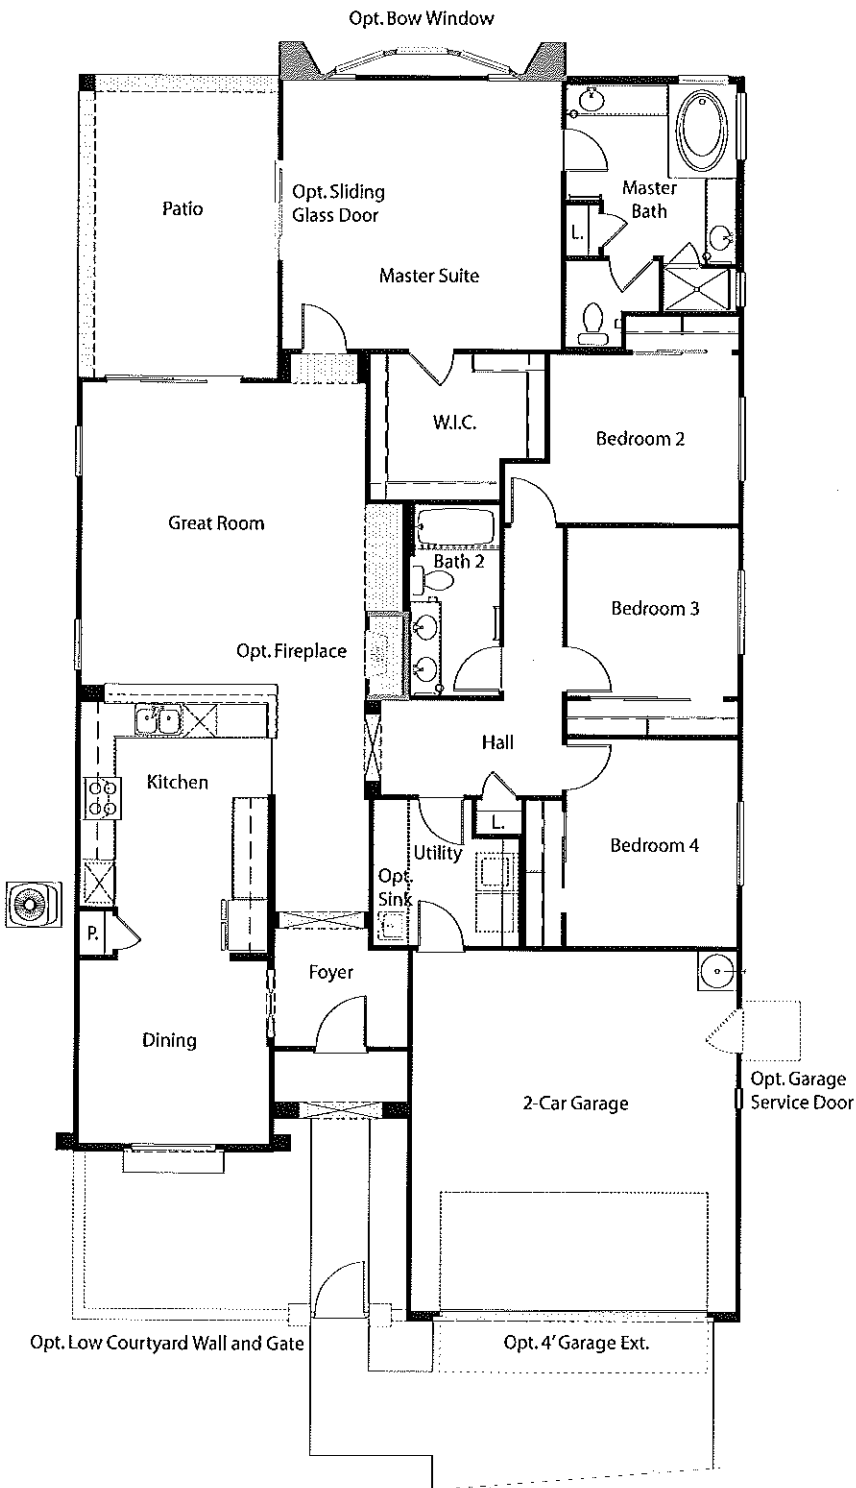 Opt. Bow Window
Patio
Opt. Sliding
Glass Door
Master
Bath
L.
Master Suite
W.I.C.
Bedroom 2
Great Room
Bath 2
Bedroom 3
Opt. Fireplace
Hall
Kitchen
L.
Utility
Bedroom 4
Opt.
Sink
P.
Foyer
Dining
Opt. Garage
Service Door
2-Car Garage
Opt. Low Courtyard Wall and Gate
Opt. 4' Garage Ext.